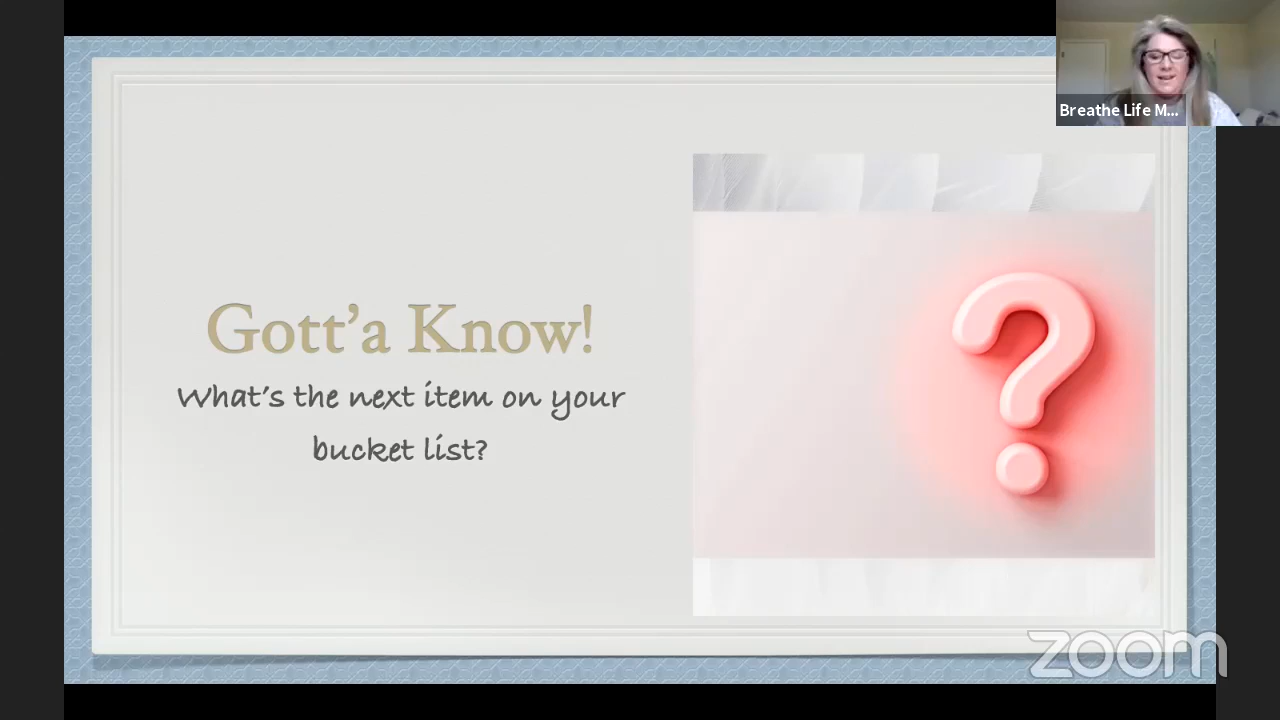 Breathe Life M...
Gott'a Know!
What's the next item on your
bucket list?
zoom